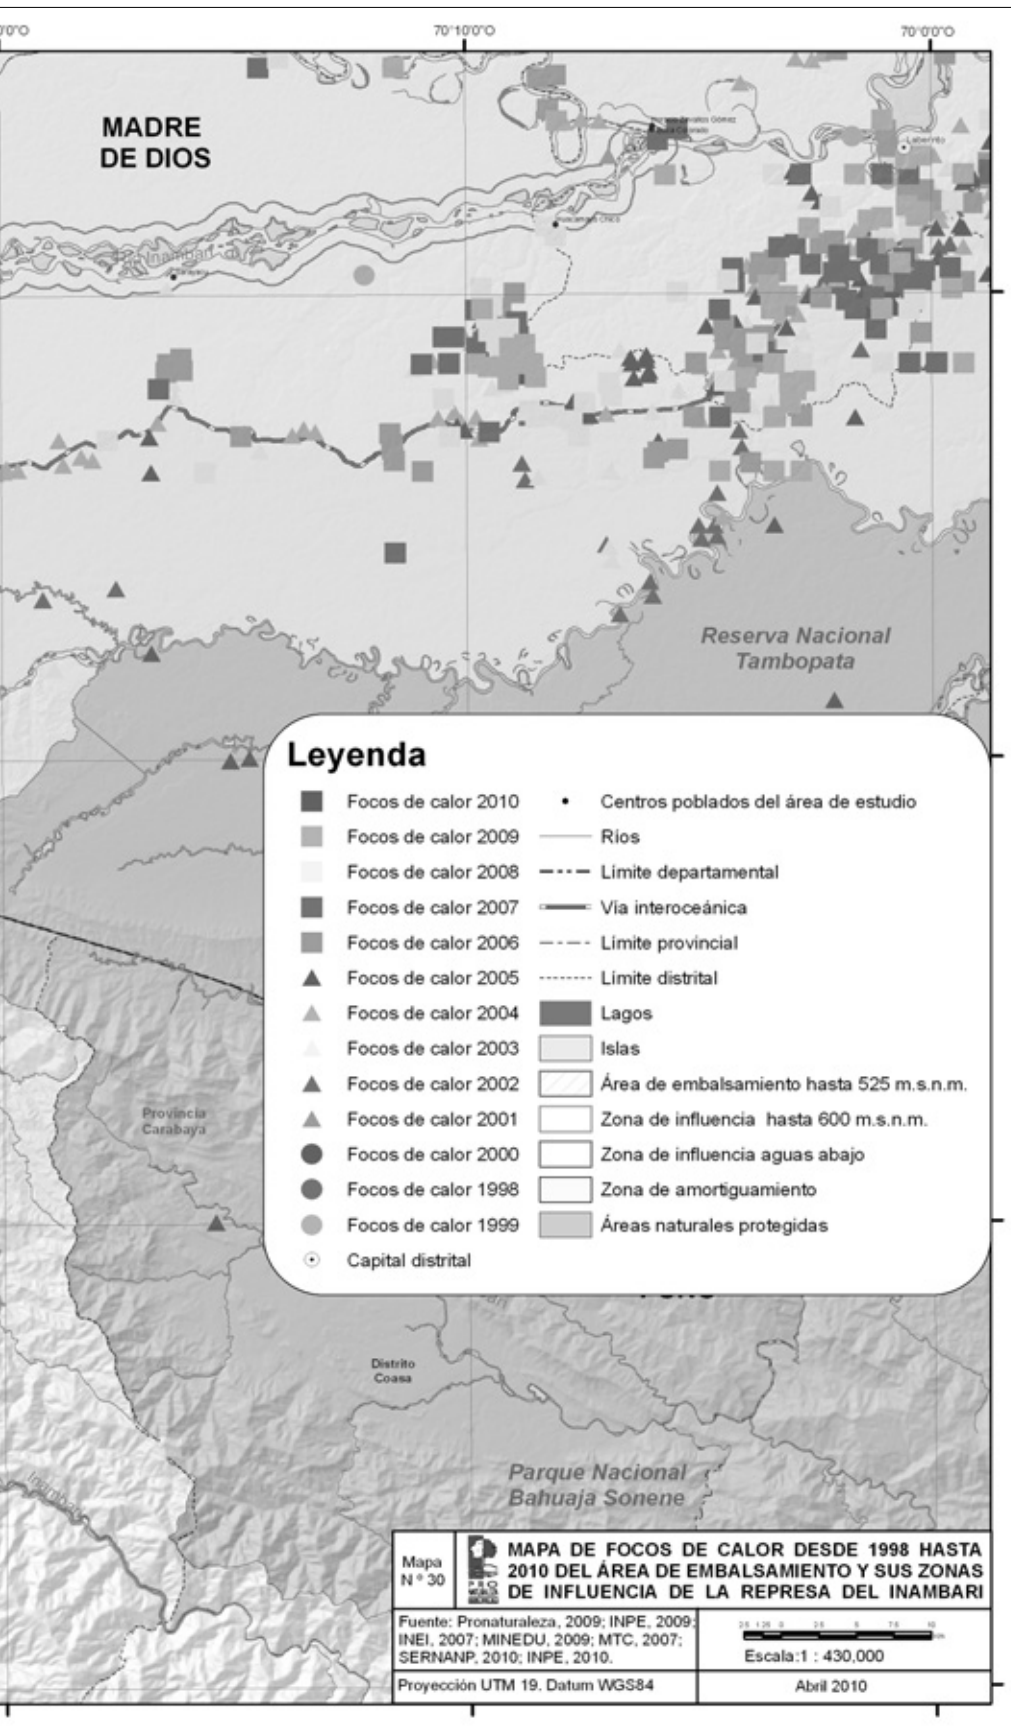 70°10'0"O
70°0'0"O
MADRE
DE DIOS
Laberinto
Inambari
Reserva Nacional
Tambopata
Leyenda
Focos de calor 2010
Focos de calor 2009
Focos de calor 2008
Focos de calor 2007
Focos de calor 2006
Focos de calor 2005
Focos de calor 2004
Focos de calor 2003
Focos de calor 2002
Focos de calor 2001
Focos de calor 2000
Focos de calor 1998
Focos de calor 1999
Capital distrital
Centros poblados del área de estudio
Ríos
Límite departamental
Vía interoceánica
Límite provincial
Límite distrital
Lagos
Islas
Área de embalsamiento hasta 525 m.s.n.m.
Zona de influencia hasta 600 m.s.n.m.
Zona de influencia aguas abajo
Zona de amortiguamiento
Áreas naturales protegidas
Provincia
Carabaya
Distrito
Coasa
Parque Nacional
Bahuaja Sonene
Inambari
Mapa
N º 30
MAPA DE FOCOS DE CALOR DESDE 1998 HASTA
2010 DEL ÁREA DE EMBALSAMIENTO Y SUS ZONAS
DE INFLUENCIA DE LA REPRESA DEL INAMBARI
Fuente: Pronaturaleza, 2009; INPE, 2009;
INEI, 2007; MINEDU, 2009; MTC, 2007;
SERNANP, 2010; INPE, 2010.
Escala:1 : 430,000
Proyección UTM 19. Datum WGS84
Abril 2010